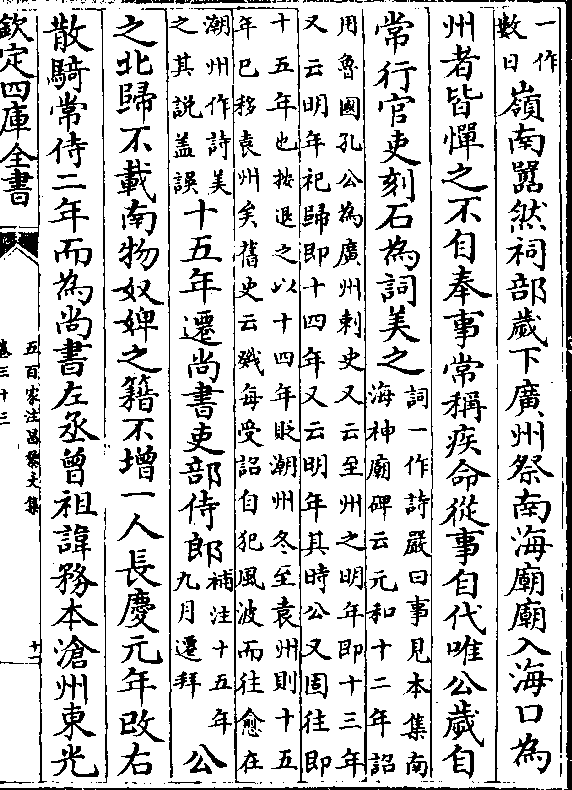 一作
數日
嶺南囂然祠部歲下廣州祭南海廟廟入海口為
州者皆憚之不自奉事常稱疾命從事自代唯公歲自
常行官吏刻石為詞美之
詞一作詩嚴曰事見本集南
海神廟碑云元和十二年詔
用魯國孔公為廣州刺史又云至州之明年即十三年
又云明年祀歸即十四年又云明年其時公又固往即
十五年也按退之以十四年貶潮州冬至袁州則十五
年已移袁州矣舊史云戣每受詔自犯風波而往愈在
潮州作詩美
之其説盖誤
十五年遷尚書吏部侍郎
補注十五年
九月遷拜
公
之北歸不載南物奴婢之籍不增一人長慶元年改右
散騎常侍二年而為尚書左丞曾祖諱務本滄州東光
欽定四庫全書
五百家注昌黎文集
卷三十三